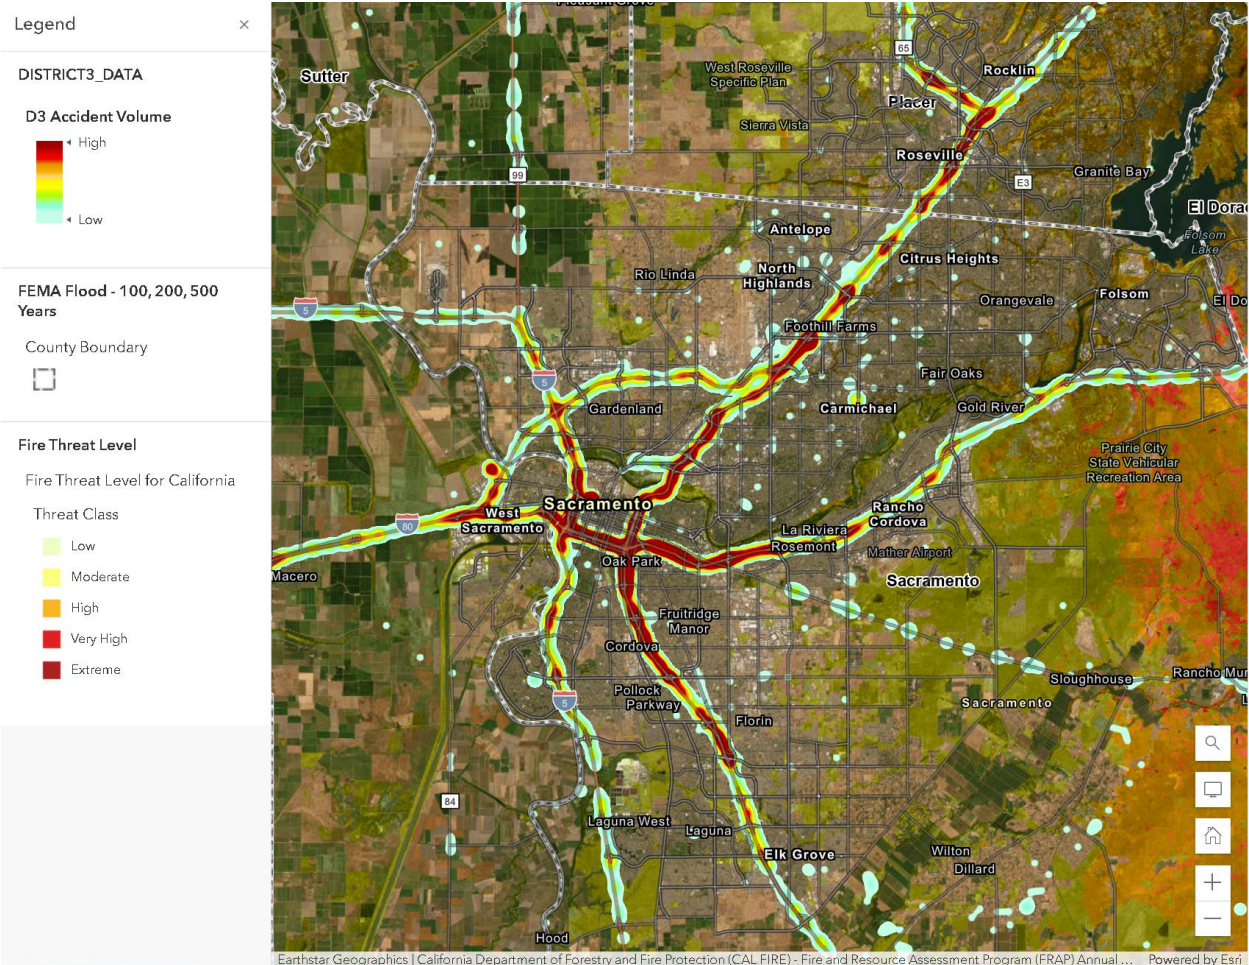 Legend
×
DISTRICT3_DATA
D3 Accident Volume
High
Low
FEMA Flood - 100, 200, 500
Years
County Boundary
Fire Threat Level
Fire Threat Level for California
Threat Class
Low
Moderate
High
Very High
Extreme
Pleasant Grove
Sutter
65
West Roseville
Specific Plan
Rocklin
Placer
Sierra Vista
Roseville
99
E3
Granite Bay
El Dorac
Antelope
Folsom
Lake
Citrus Heights
Rio Linda
North
Highlands
Orangevale
Folsom
El Do
5
Foothill Farms
Fair Oaks
5
Gardenland
Carmichael
Gold River
Prairie City
State Vehicular
Recreation Area
Sacramento
West
Sacramento
Rancho
Cordova
80
La Riviera
Rosemont
Mather Airport
Oak Park
Macero
Sacramento
Fruitridge
Manor
Cordova
Sloughhouse
Rancho Mur
Pollock
Parkway
5
Sacramento
Florin
84
Laguna West
Laguna
Elk Grove
Wilton
Dillard
Hood
Earthstar Geographics | California Department of Forestry and Fire Protection (CAL FIRE) - Fire and Resource Assessment Program (FRAP) Annual ...
Powered by Esri